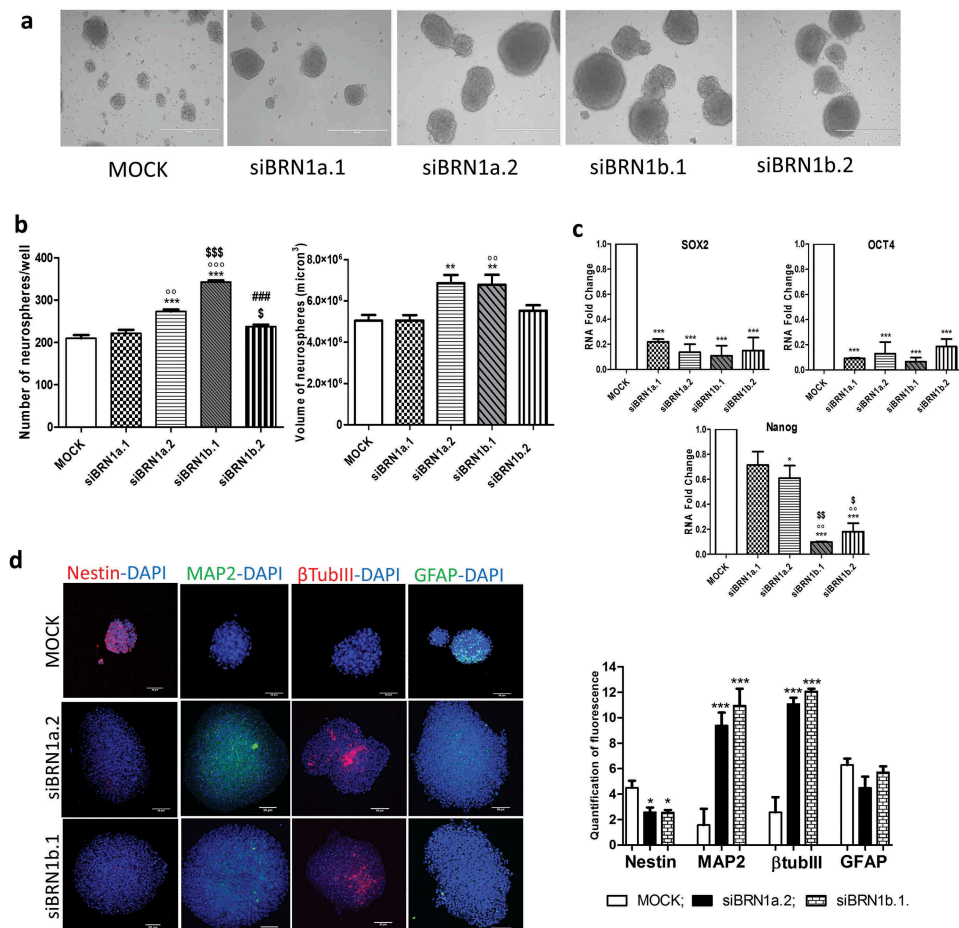 a
MOCK
siBRN1a.1
siBRN1a.2
siBRN1b.1
siBRN1b.2
b
Number of neurospheres/well
400
300
200
100
0
°°
***
$$$
°°°
***
###
$
MOCK
siBRN1a.1
siBRN1a.2
siBRN1b.1
siBRN1b.2
Volume of neurospheres (micron³)
8.0×10⁶
6.0×10⁶
4.0×10⁶
2.0×10⁶
0
**
°°
**
MOCK
siBRN1a.1
siBRN1a.2
siBRN1b.1
siBRN1b.2
c
SOX2
RNA Fold Change
1.0
0.8
0.6
0.4
0.2
0.0
***
***
***
***
MOCK
siBRN1a.1
siBRN1a.2
siBRN1b.1
siBRN1b.2
OCT4
RNA Fold Change
1.0
0.8
0.6
0.4
0.2
0.0
***
***
***
***
MOCK
siBRN1a.1
siBRN1a.2
siBRN1b.1
siBRN1b.2
Nanog
RNA Fold Change
1.0
0.8
0.6
0.4
0.2
0.0
*
$$
°°
***
$
°°
***
MOCK
siBRN1a.1
siBRN1a.2
siBRN1b.1
siBRN1b.2
d
Nestin-DAPI
MAP2-DAPI
βTubIII-DAPI
GFAP-DAPI
MOCK
siBRN1a.2
siBRN1b.1
Quantification of fluorescence
14
12
10
8
6
4
2
0
* *
*** ***
*** ***
Nestin MAP2 βtubIII GFAP
MOCK; siBRN1a.2; siBRN1b.1.